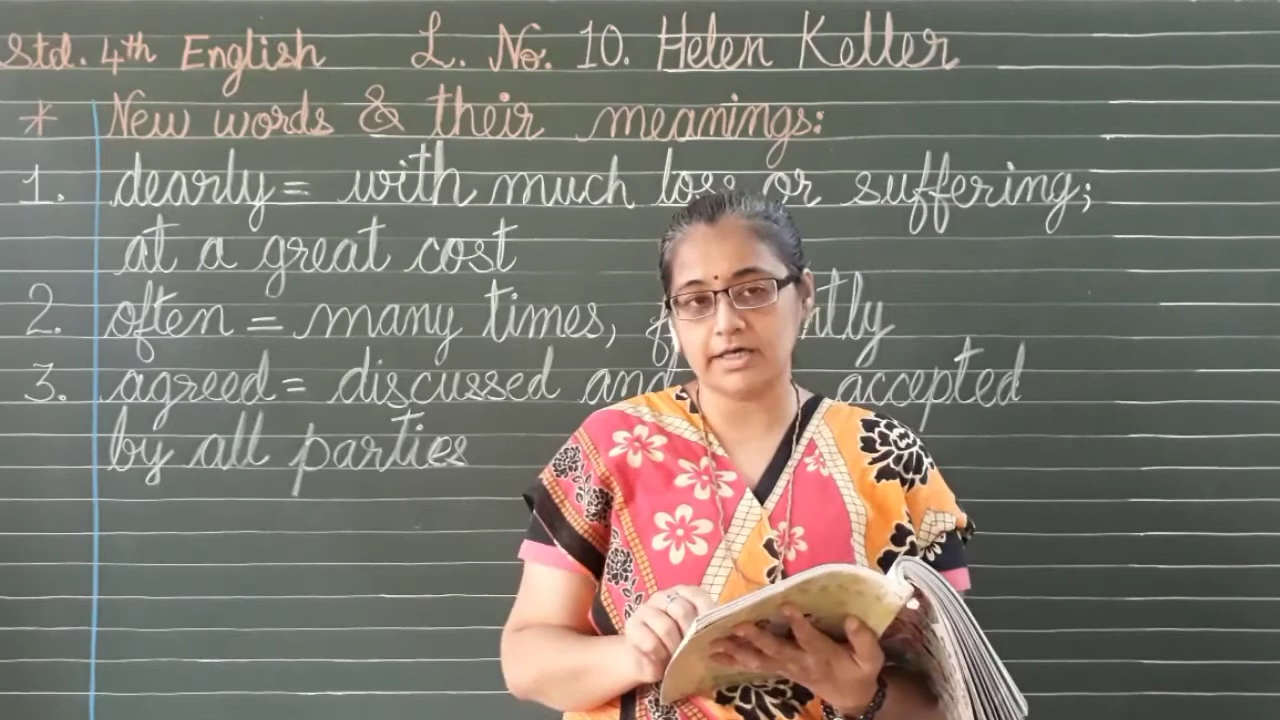 Std. 4th English L. No. 10. Helen Keller
* New words & their meanings:
1. dearly = with much loss or suffering;
at a great cost
2. often = many times,
3. agreed = discussed and accepted
by all parties